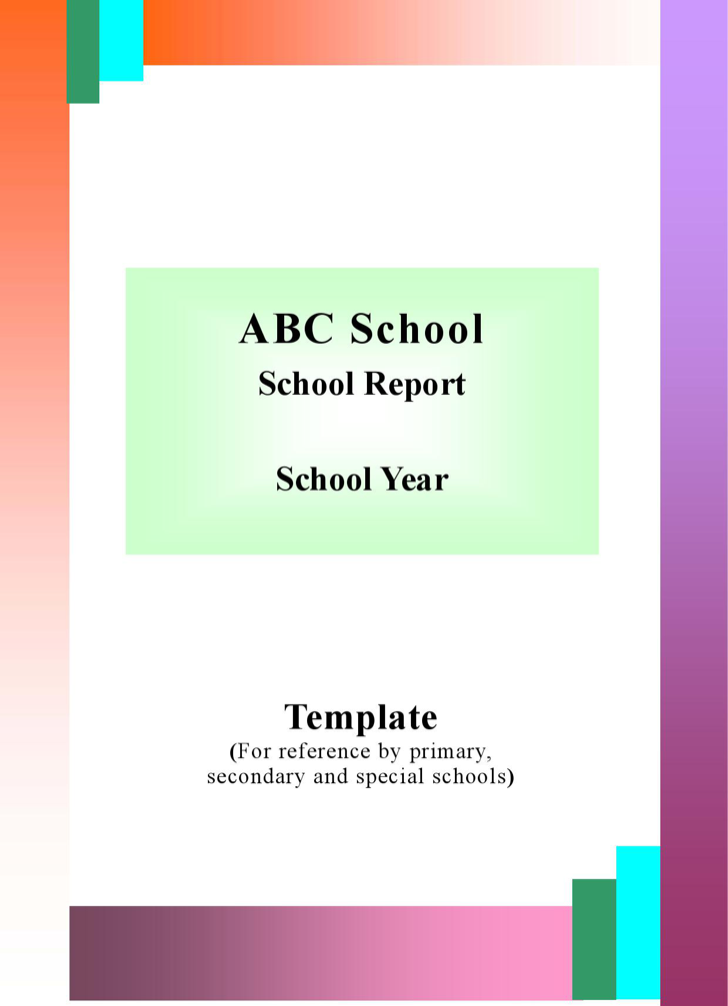 ABC School
School Report
School Year
Template
(For reference by primary,
secondary and special schools)